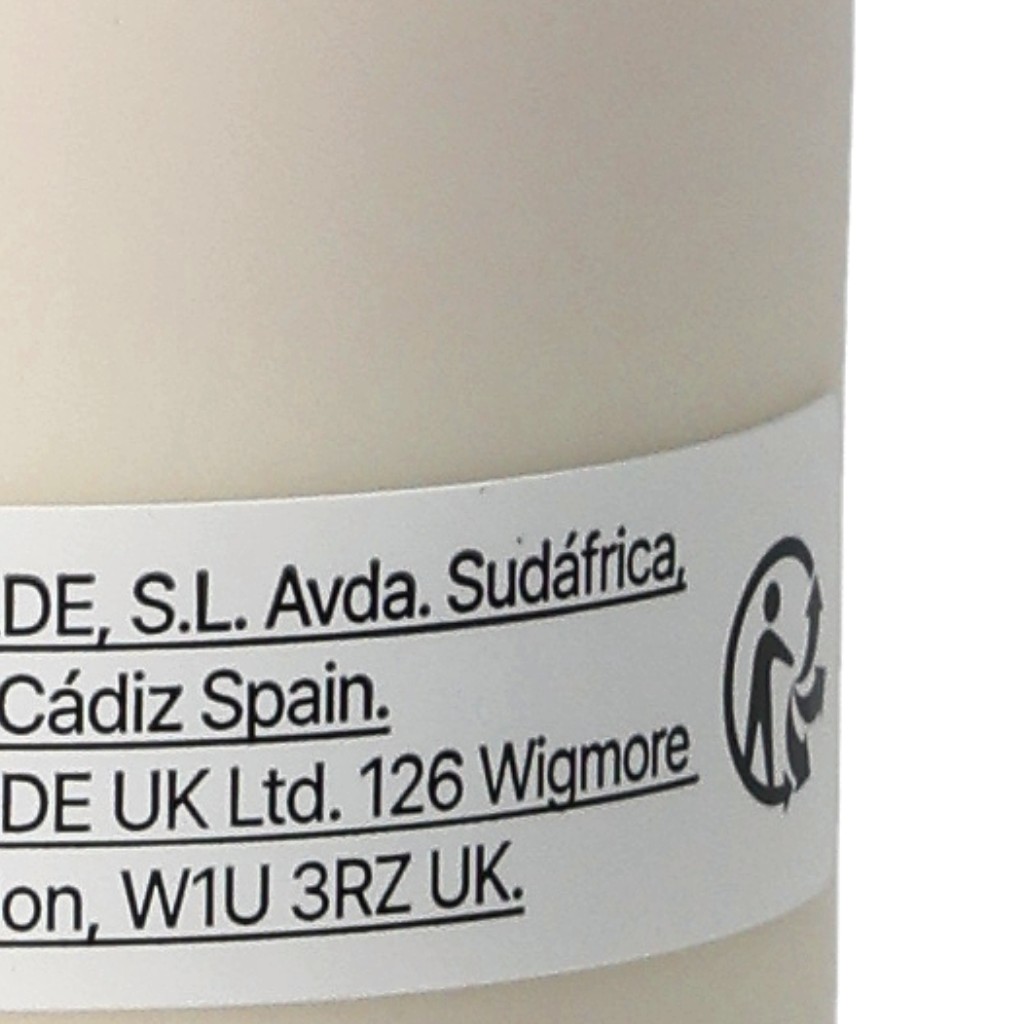 DE, S.L. Avda. Sudáfrica,
Cádiz Spain.
DE UK Ltd. 126 Wigmore
on, W1U 3RZ UK.